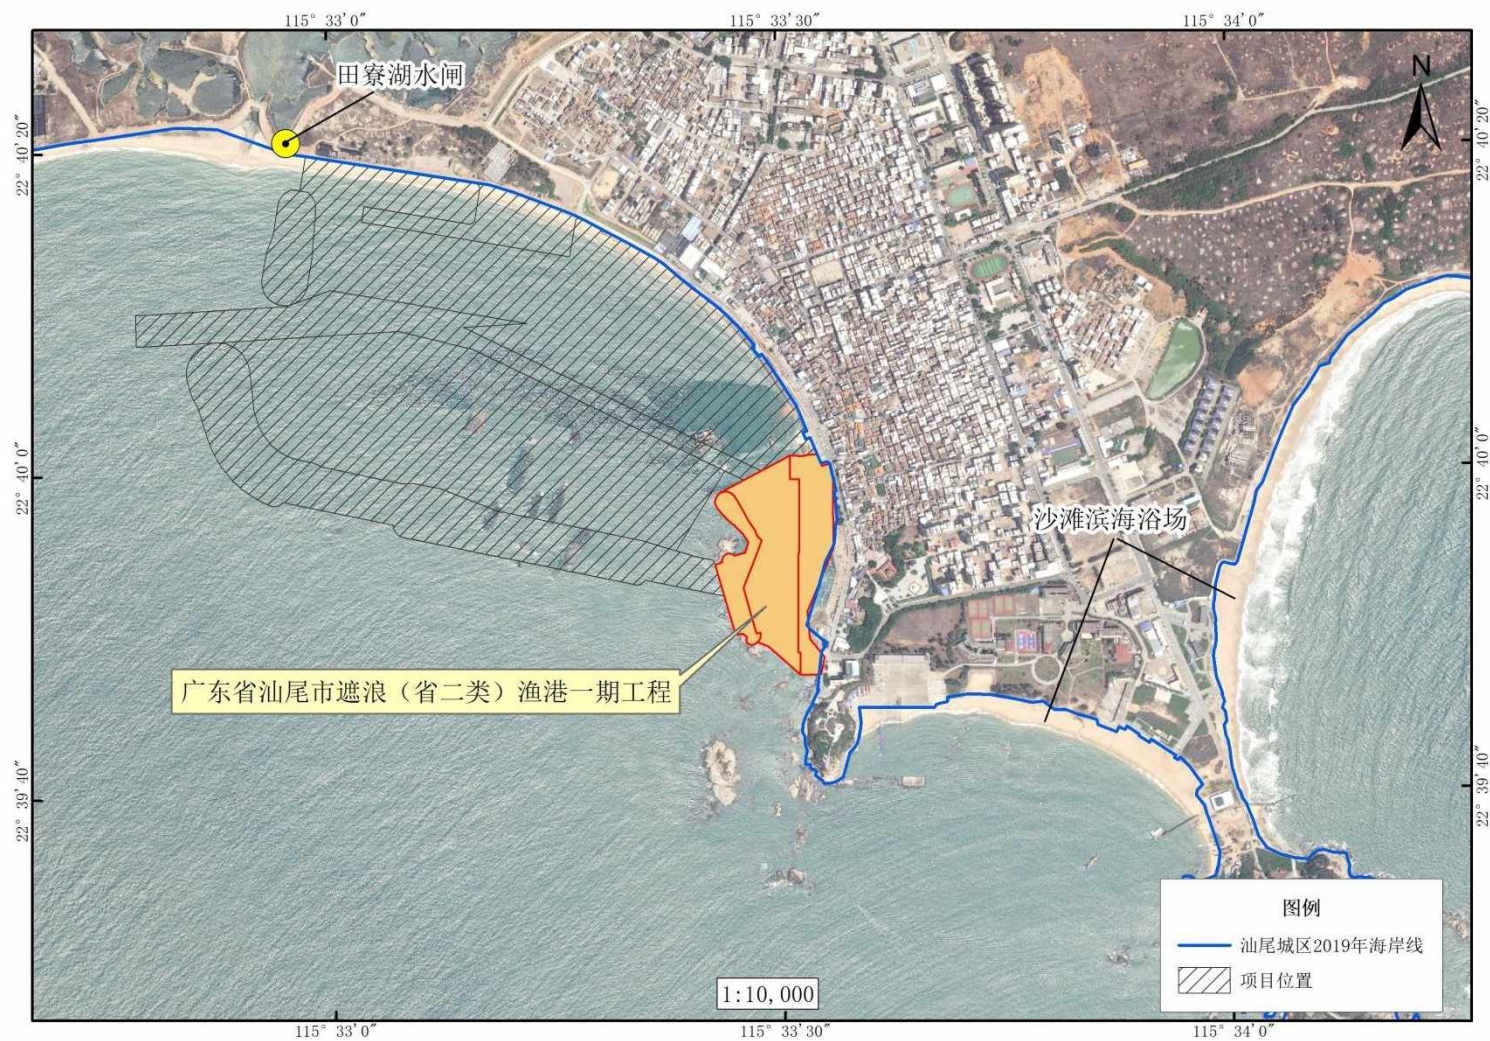 115° 33′ 0″
115° 33′ 30″
115° 34′ 0″
N
田寮湖水闸
22° 40′ 20″
22° 40′ 20″
22° 40′ 0″
22° 40′ 0″
沙滩滨海浴场
广东省汕尾市遮浪（省二类）渔港一期工程
22° 39′ 40″
22° 39′ 40″
图例
汕尾城区2019年海岸线
项目位置
1:10,000
115° 33′ 0″
115° 33′ 30″
115° 34′ 0″